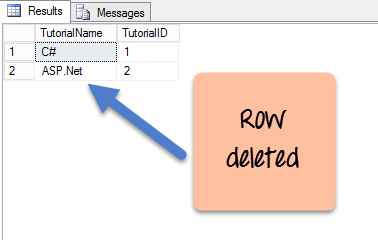 Results Messages
TutorialName TutorialID
1 C# 1
2 ASP.Net 2
Row
deleted